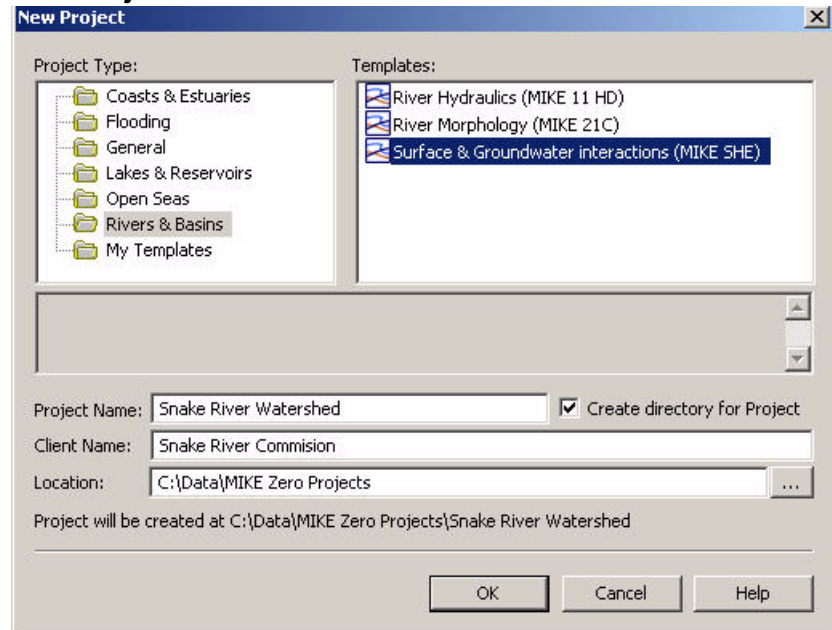 New Project
Project Type:
Templates:
Coasts & Estuaries
Flooding
General
Lakes & Reservoirs
Open Seas
Rivers & Basins
My Templates
River Hydraulics (MIKE 11 HD)
River Morphology (MIKE 21C)
Surface & Groundwater interactions (MIKE SHE)
Project Name: Snake River Watershed
Create directory for Project
Client Name: Snake River Commision
Location: C:\Data\MIKE Zero Projects ...
Project will be created at C:\Data\MIKE Zero Projects\Snake River Watershed
OK Cancel Help